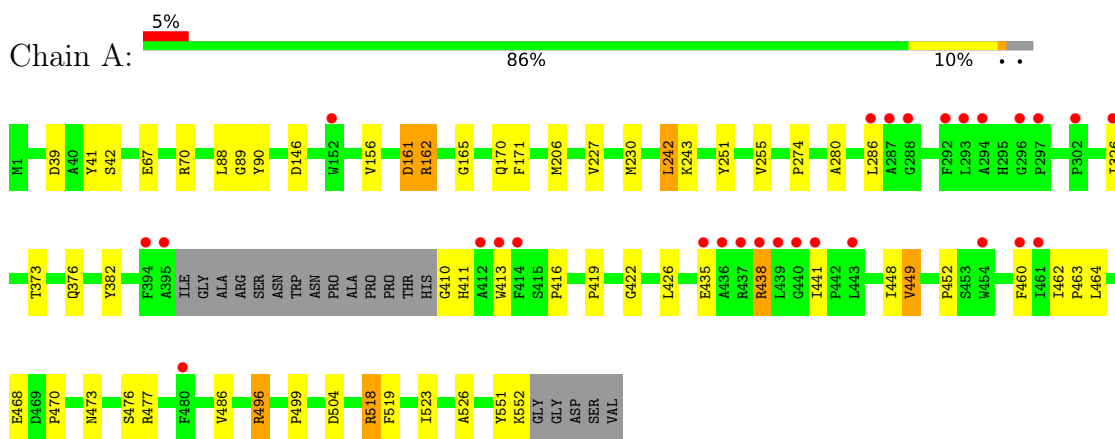 5%
Chain A:
86% 10% • •
M1 D39 A40 Y41 S42 E67 R70 L88 G89 Y90 D146 W152 V156 D161 R162 G165 Q170 F171 M206 V227 M230 L242 K243 Y251 V255 P274 A280 L286 A287 G288 F292 L293 A294 H295 G296 P297 P302
T373 Q376 Y382 F394 A395 ILE GLY ALA ARG SER ASN TRP ASN PRO ALA PRO PRO THR HIS G410 H411 A412 W413 F414 S415 P416 P419 G422 L426 E435 A436 R437 R438 L439 G440 I441 P442 L443 I448 V449 P452 S453 W454 F460 I461 I462 P463 L464
E468 D469 P470 N473 S476 R477 F480 V486 R496 P499 D504 R518 F519 I523 A526 Y551 K552 GLY GLY ASP SER VAL